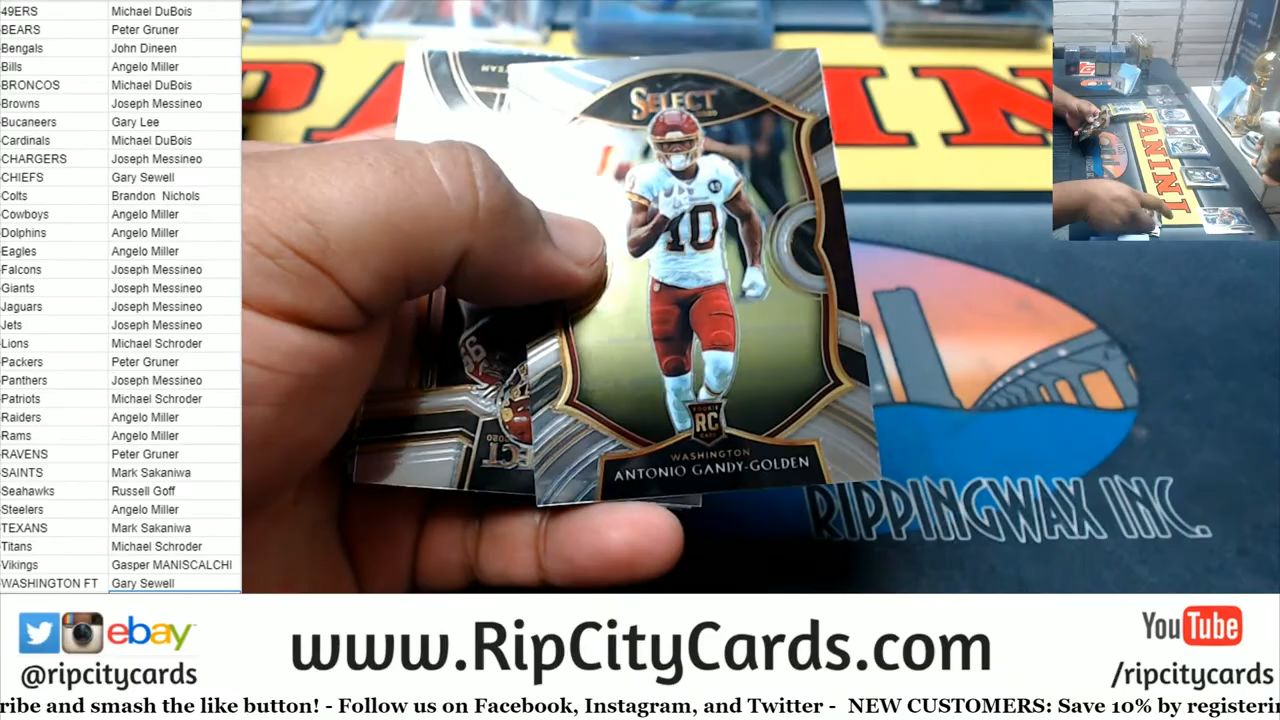 49ERS Michael DuBois
BEARS Peter Gruner
Bengals John Dineen
Bills Angelo Miller
BRONCOS Michael DuBois
Browns Joseph Messineo
Bucaneers Gary Lee
Cardinals Michael DuBois
CHARGERS Joseph Messineo
CHIEFS Gary Sewell
Colts Brandon Nichols
Cowboys Angelo Miller
Dolphins Angelo Miller
Eagles Angelo Miller
Falcons Joseph Messineo
Giants Joseph Messineo
Jaguars Joseph Messineo
Jets Joseph Messineo
Lions Michael Schroder
Packers Peter Gruner
Panthers Joseph Messineo
Patriots Michael Schroder
Raiders Angelo Miller
Rams Angelo Miller
RAVENS Peter Gruner
SAINTS Mark Sakaniwa
Seahawks Russell Goff
Steelers Angelo Miller
TEXANS Mark Sakaniwa
Titans Michael Schroder
Vikings Gasper MANISCALCHI
WASHINGTON FT Gary Sewell
SELECT
2020
10
ROOKIE
RC
CARD
WASHINGTON
ANTONIO GANDY-GOLDEN
PANINI
RIPPINGWAX INC.
ebay
@ripcitycards
www.RipCityCards.com
YouTube
/ripcitycards
ribe and smash the like button! - Follow us on Facebook, Instagram, and Twitter - NEW CUSTOMERS: Save 10% by registeri